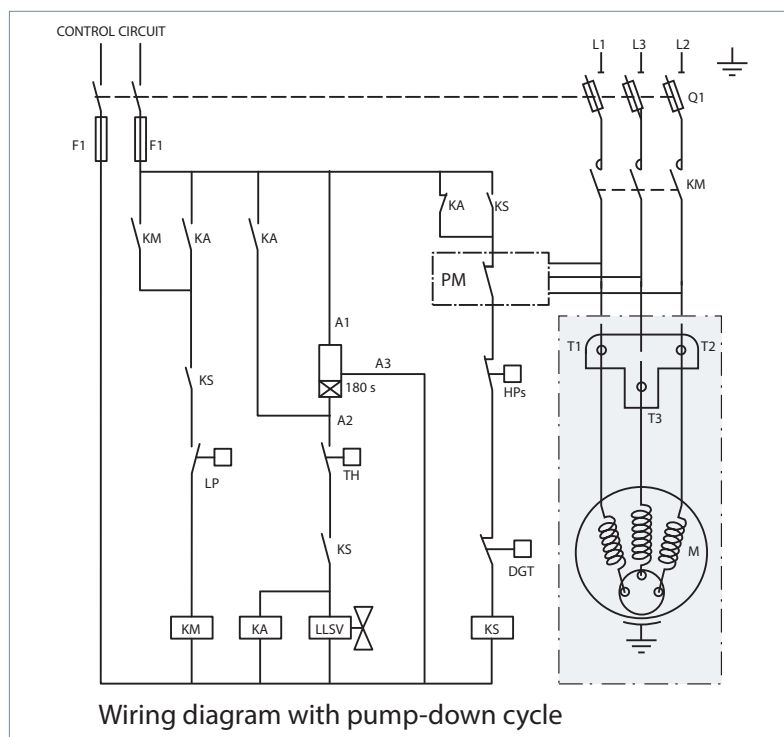 CONTROL CIRCUIT
L1 L3 L2
F1 F1 Q1
KM
KA KS
KM KA KA
PM
A1
T1 T2
A3
180 s
KS HPs
A2 T3
LP TH
KS M
DGT
KM KA LLSV KS
Wiring diagram with pump-down cycle